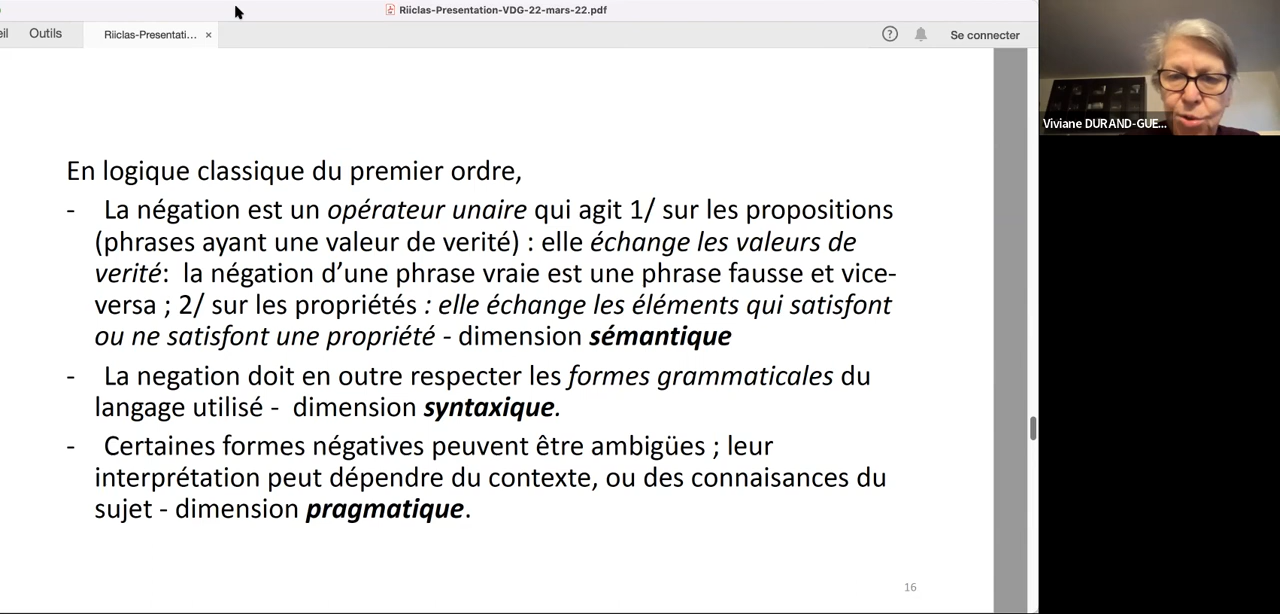 Riiclas-Presentation-VDG-22-mars-22.pdf
eil Outils Riiclas-Presentati... × ? Se connecter
Viviane DURAND-GUE...
En logique classique du premier ordre,
- La négation est un opérateur unaire qui agit 1/ sur les propositions
(phrases ayant une valeur de verité) : elle échange les valeurs de
verité: la négation d’une phrase vraie est une phrase fausse et vice-
versa ; 2/ sur les propriétés : elle échange les éléments qui satisfont
ou ne satisfont une propriété - dimension sémantique
- La negation doit en outre respecter les formes grammaticales du
langage utilisé - dimension syntaxique.
- Certaines formes négatives peuvent être ambigües ; leur
interprétation peut dépendre du contexte, ou des connaisances du
sujet - dimension pragmatique.
16